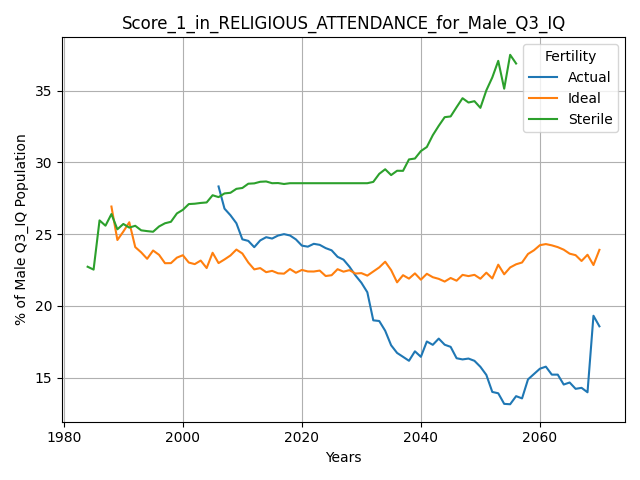 Score_1_in_RELIGIOUS_ATTENDANCE_for_Male_Q3_IQ
% of Male Q3_IQ Population
35
30
25
20
15
Fertility
Actual
Ideal
Sterile
1980
2000
2020
2040
2060
Years